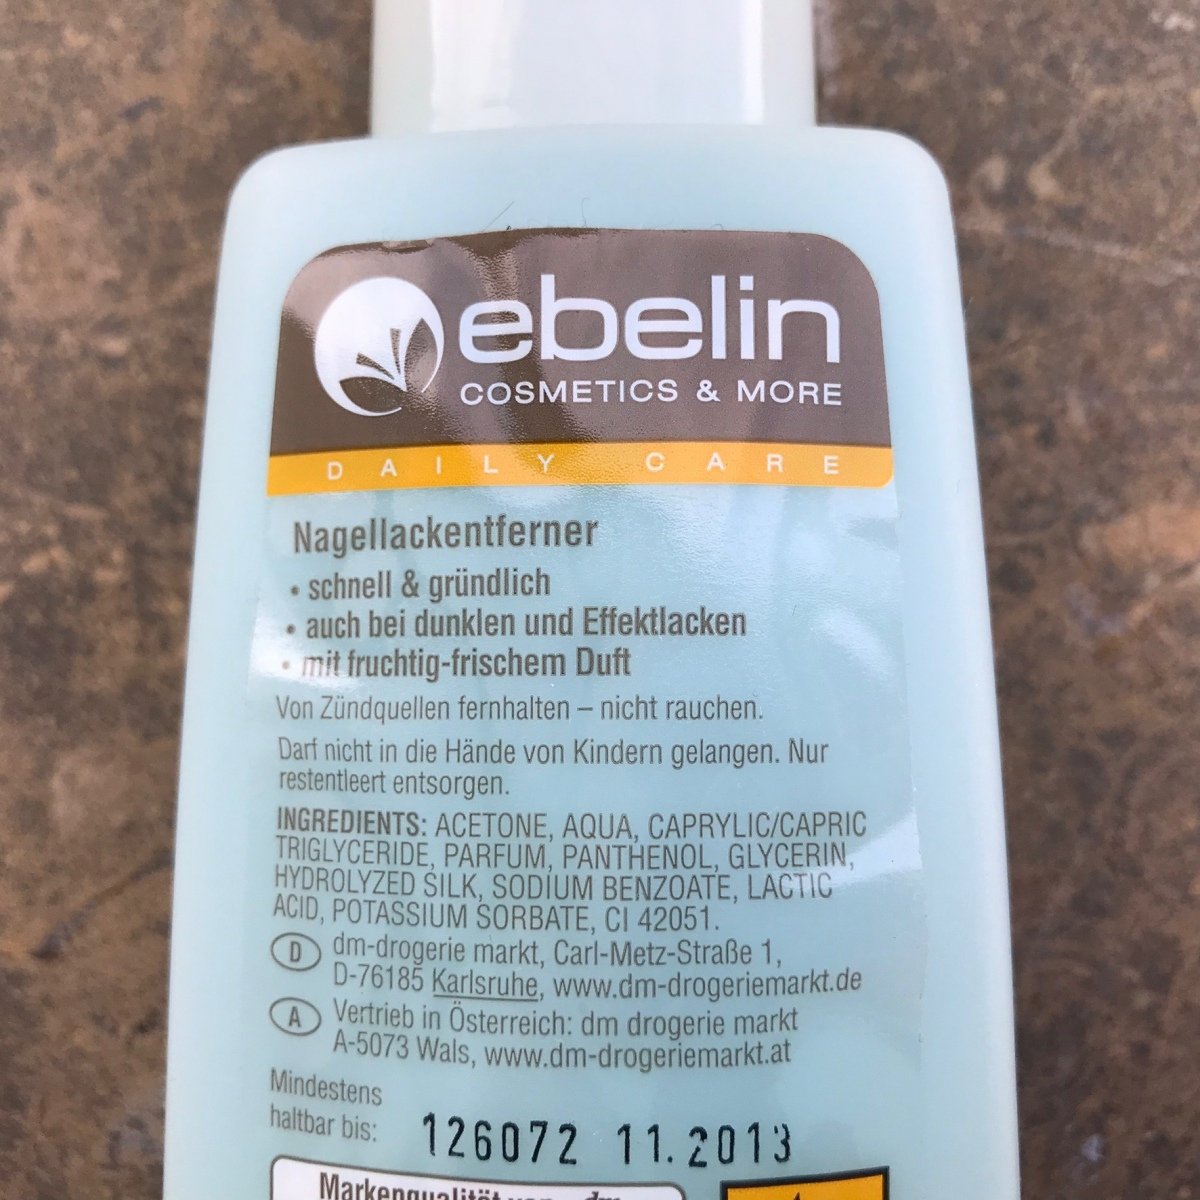 ebelin
COSMETICS & MORE
DAILY CARE
Nagellackentferner
• schnell & gründlich
• auch bei dunklen und Effektlacken
• mit fruchtig-frischem Duft
Von Zündquellen fernhalten – nicht rauchen.
Darf nicht in die Hände von Kindern gelangen. Nur
restentleert entsorgen.
INGREDIENTS: ACETONE, AQUA, CAPRYLIC/CAPRIC
TRIGLYCERIDE, PARFUM, PANTHENOL, GLYCERIN,
HYDROLYZED SILK, SODIUM BENZOATE, LACTIC
ACID, POTASSIUM SORBATE, CI 42051.
D dm-drogerie markt, Carl-Metz-Straße 1,
D-76185 Karlsruhe, www.dm-drogeriemarkt.de
A Vertrieb in Österreich: dm drogerie markt
A-5073 Wals, www.dm-drogeriemarkt.at
Mindestens
haltbar bis: 126072 11.2013
Markenqualität von dm